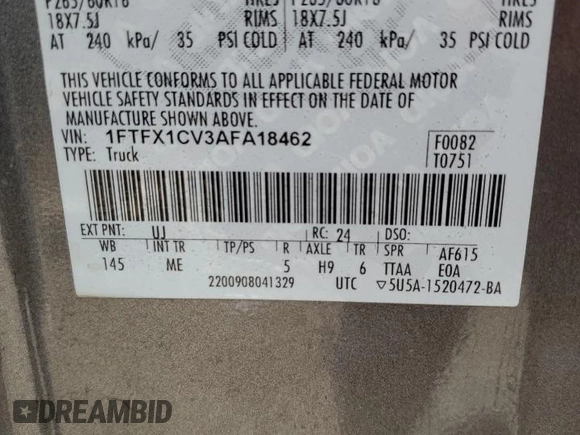 18X7.5J RIMS 18X7.5J RIMS
AT 240 kPa/ 35 PSI COLD AT 240 kPa/ 35 PSI COLD
THIS VEHICLE CONFORMS TO ALL APPLICABLE FEDERAL MOTOR
VEHICLE SAFETY STANDARDS IN EFFECT ON THE DATE OF
MANUFACTURE SHOWN ABOVE.
VIN: 1FTFX1CV3AFA18462
TYPE: Truck
F0082
T0751
EXT PNT: UJ RC: 24 DSO:
WB INT TR TP/PS R AXLE TR SPR AF615
145 ME 5 H9 6 TTAA EOA
2200908041329 UTC ▽5U5A-1520472-BA
DREAMBID